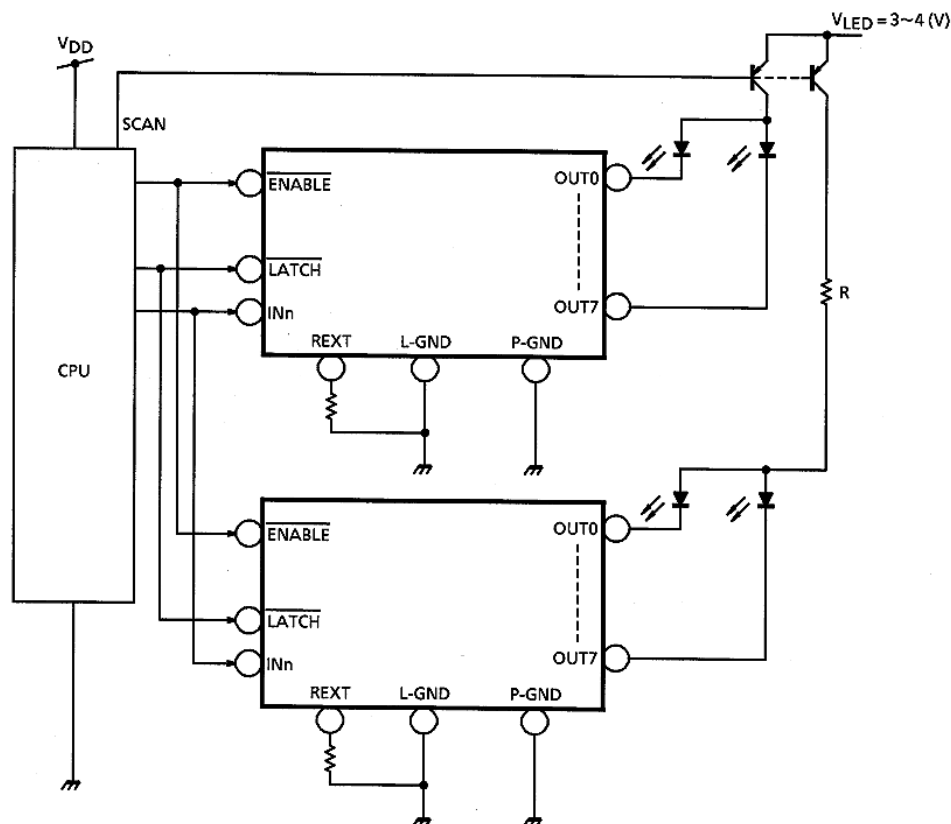 VLED = 3~4 (V)
VDD
SCAN
CPU
ENABLE
LATCH
INn
REXT
L-GND
P-GND
OUT0
OUT7
R
ENABLE
LATCH
INn
REXT
L-GND
P-GND
OUT0
OUT7